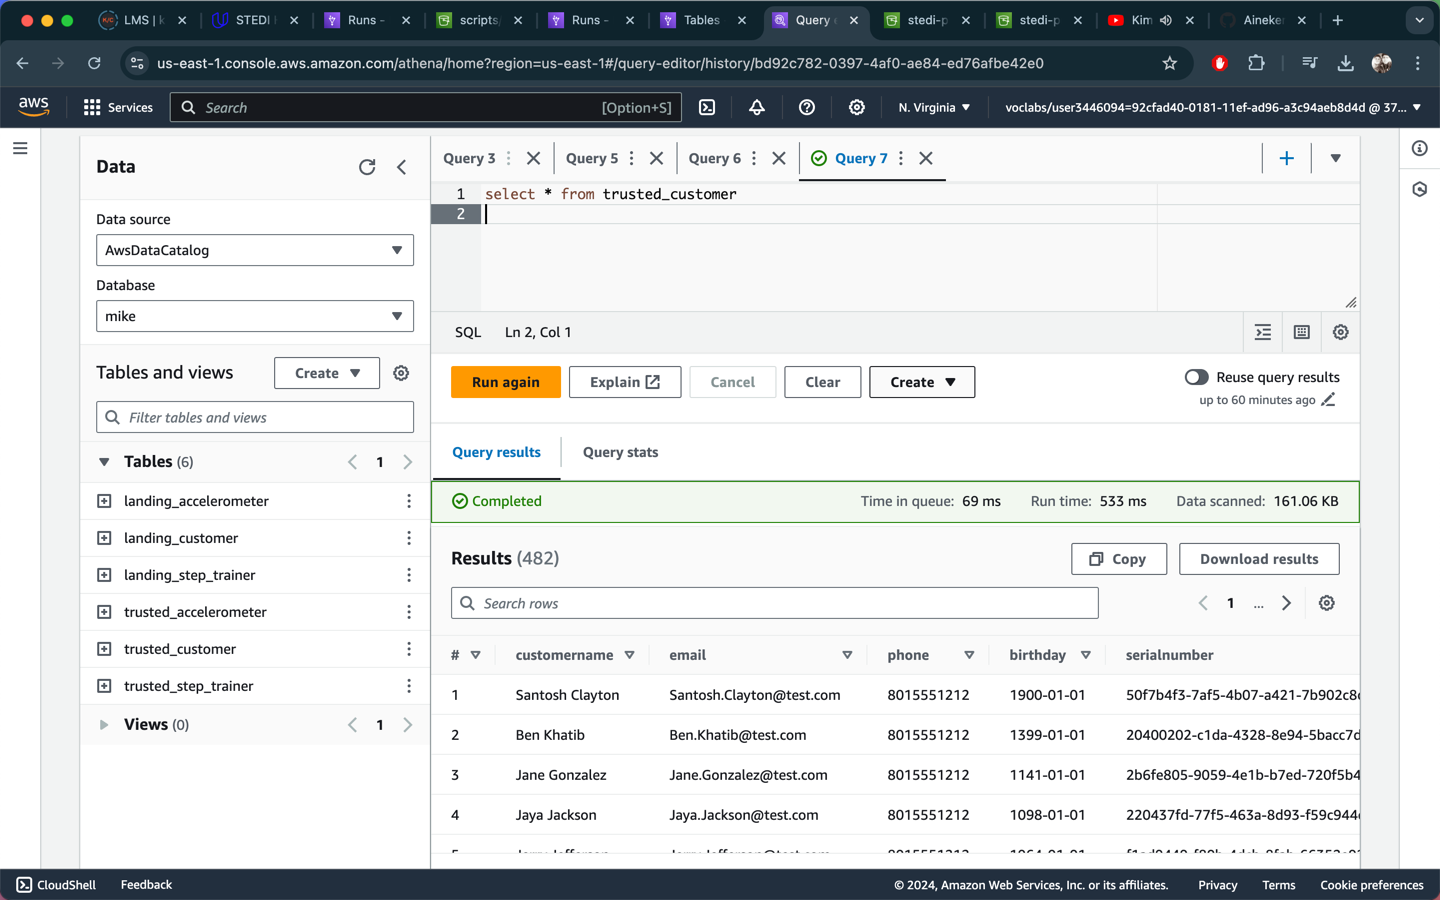 LMS | k
STEDI
Runs -
scripts/
Runs -
Tables
Query
stedi-p
stedi-p
Kim
Aineker
us-east-1.console.aws.amazon.com/athena/home?region=us-east-1#/query-editor/history/bd92c782-0397-4af0-ae84-ed76afbe42e0
aws
Services
Search
[Option+S]
N. Virginia
voclabs/user3446094=92cfad40-0181-11ef-ad96-a3c94aeb8d4d @ 37...
Data
Data source
AwsDataCatalog
Database
mike
Tables and views
Create
Filter tables and views
Tables (6)
1
landing_accelerometer
landing_customer
landing_step_trainer
trusted_accelerometer
trusted_customer
trusted_step_trainer
Views (0)
1
Query 3
Query 5
Query 6
Query 7
1 select * from trusted_customer
2
SQL Ln 2, Col 1
Run again
Explain
Cancel
Clear
Create
Reuse query results
up to 60 minutes ago
Query results
Query stats
Completed
Time in queue: 69 ms
Run time: 533 ms
Data scanned: 161.06 KB
Results (482)
Copy
Download results
Search rows
1 ...
# customername email phone birthday serialnumber
1 Santosh Clayton Santosh.Clayton@test.com 8015551212 1900-01-01 50f7b4f3-7af5-4b07-a421-7b902c8
2 Ben Khatib Ben.Khatib@test.com 8015551212 1399-01-01 20400202-c1da-4328-8e94-5bacc7d
3 Jane Gonzalez Jane.Gonzalez@test.com 8015551212 1141-01-01 2b6fe805-9059-4e1b-b7ed-720f5b4
4 Jaya Jackson Jaya.Jackson@test.com 8015551212 1098-01-01 220437fd-77f5-463a-8d93-f59c944
CloudShell
Feedback
© 2024, Amazon Web Services, Inc. or its affiliates.
Privacy
Terms
Cookie preferences